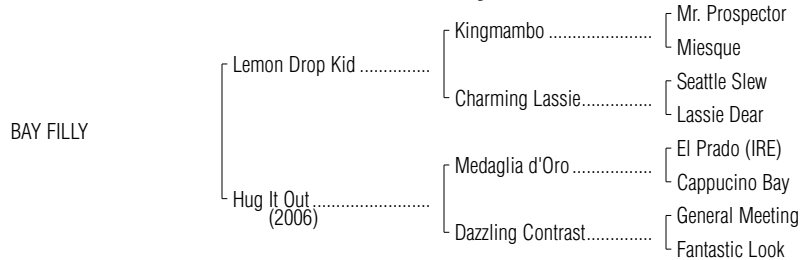 Mr. Prospector
Kingmambo .....................
Miesque
Lemon Drop Kid ...............
Seattle Slew
Charming Lassie..............
Lassie Dear
BAY FILLY
El Prado (IRE)
Medaglia d'Oro ................
Cappucino Bay
Hug It Out........................
(2006)
General Meeting
Dazzling Contrast.............
Fantastic Look